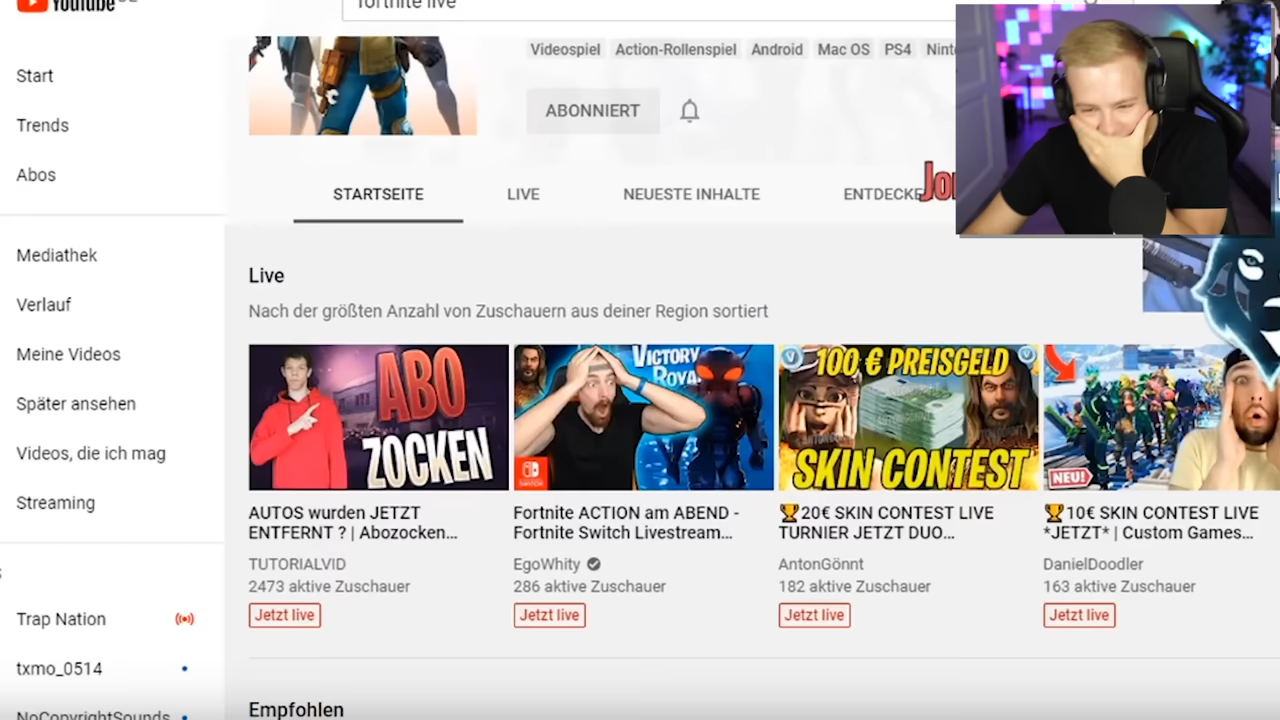 YouTube
fortnite live
Videospiel Action-Rollenspiel Android Mac OS PS4
ABONNIERT
Start
Trends
Abos
STARTSEITE LIVE NEUESTE INHALTE ENTDECKE
Mediathek
Verlauf
Meine Videos
Später ansehen
Videos, die ich mag
Streaming
Trap Nation
txmo_0514
NoCopyrightSounds
Live
Nach der größten Anzahl von Zuschauern aus deiner Region sortiert
ABO
ZOCKEN
VICTORY
ROYA
SWITCH
100 € PREISGELD
SKIN CONTEST
NEU!
AUTOS wurden JETZT
ENTFERNT ? | Abozocken...
TUTORIALVID
2473 aktive Zuschauer
Jetzt live
Fortnite ACTION am ABEND -
Fortnite Switch Livestream...
EgoWhity
286 aktive Zuschauer
Jetzt live
🏆20€ SKIN CONTEST LIVE
TURNIER JETZT DUO...
AntonGönnt
182 aktive Zuschauer
Jetzt live
🏆10€ SKIN CONTEST LIVE
*JETZT* | Custom Games...
DanielDoodler
163 aktive Zuschauer
Jetzt live
Empfohlen